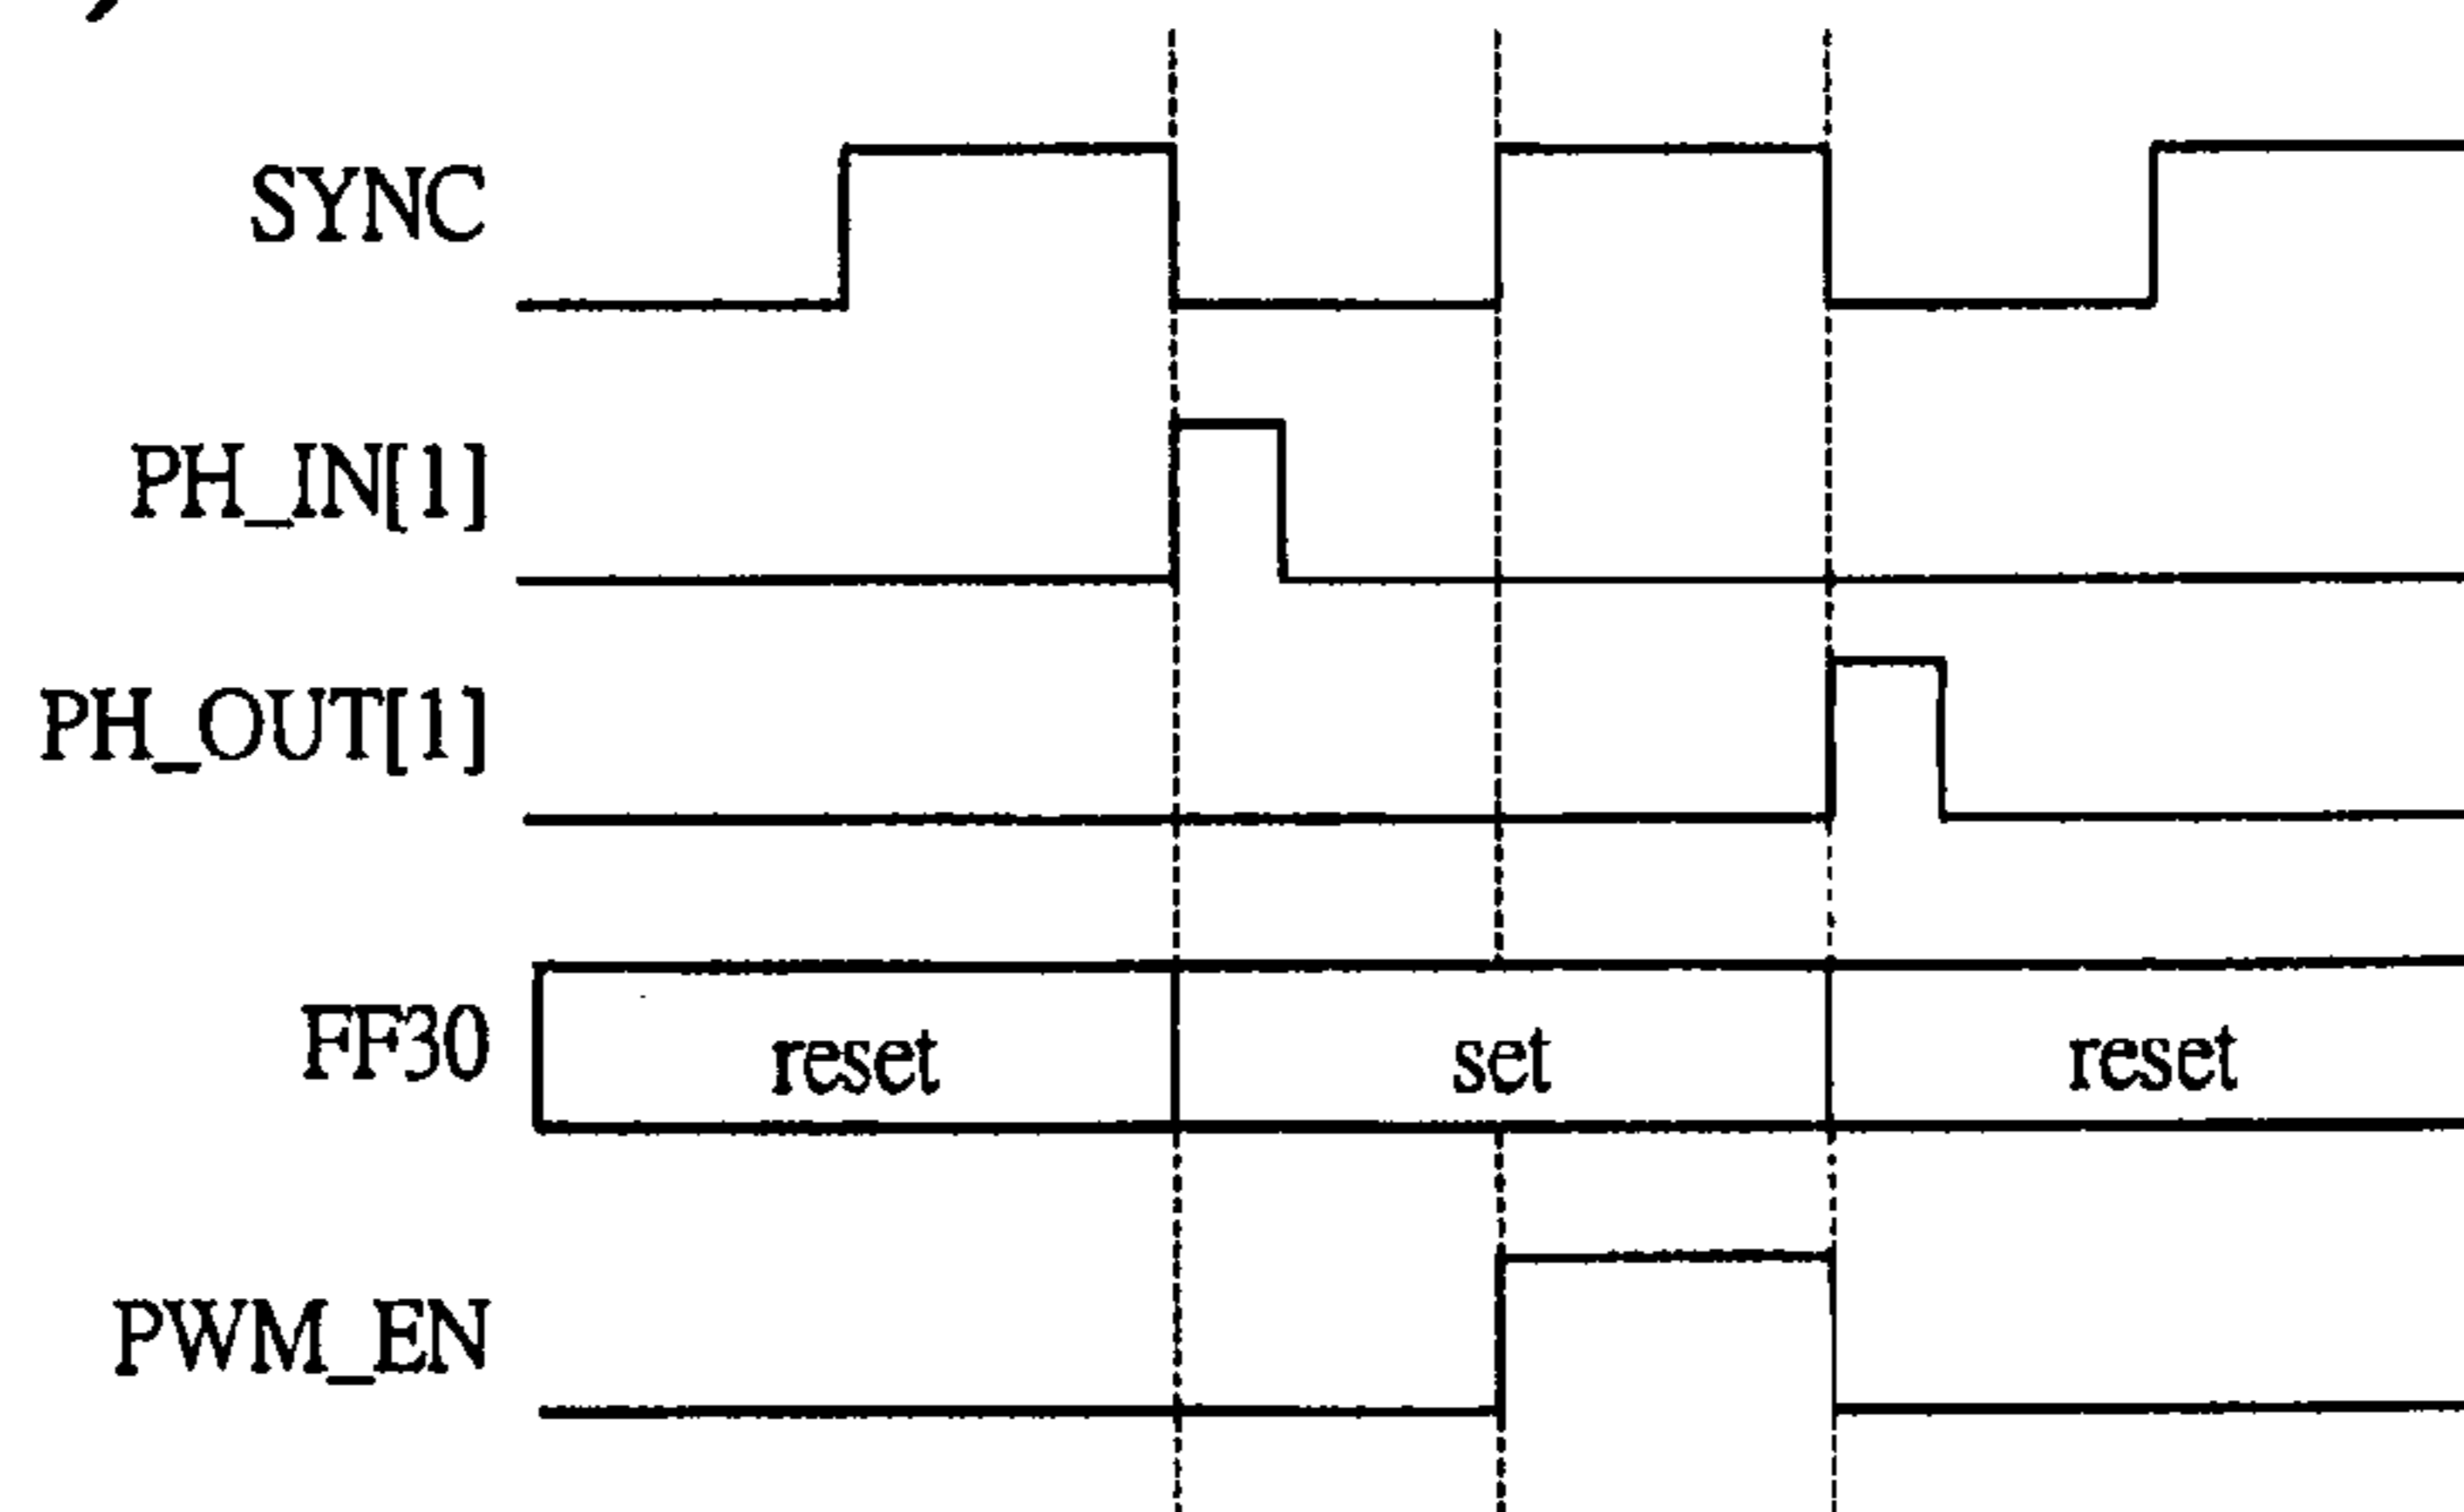 SYNC
PH_IN[1]
PH_OUT[1]
FF30 reset set reset
PWM_EN